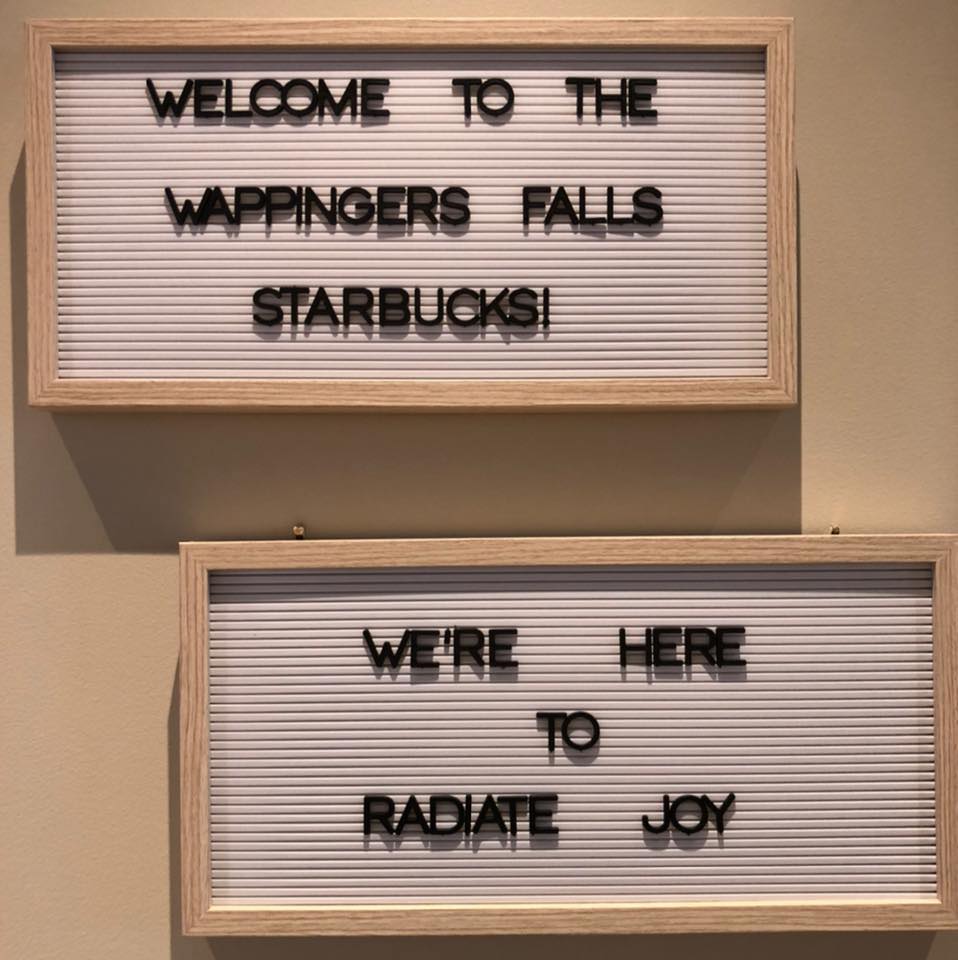 WELCOME TO THE
WAPPINGERS FALLS
STARBUCKS!
WE'RE HERE
TO
RADIATE JOY